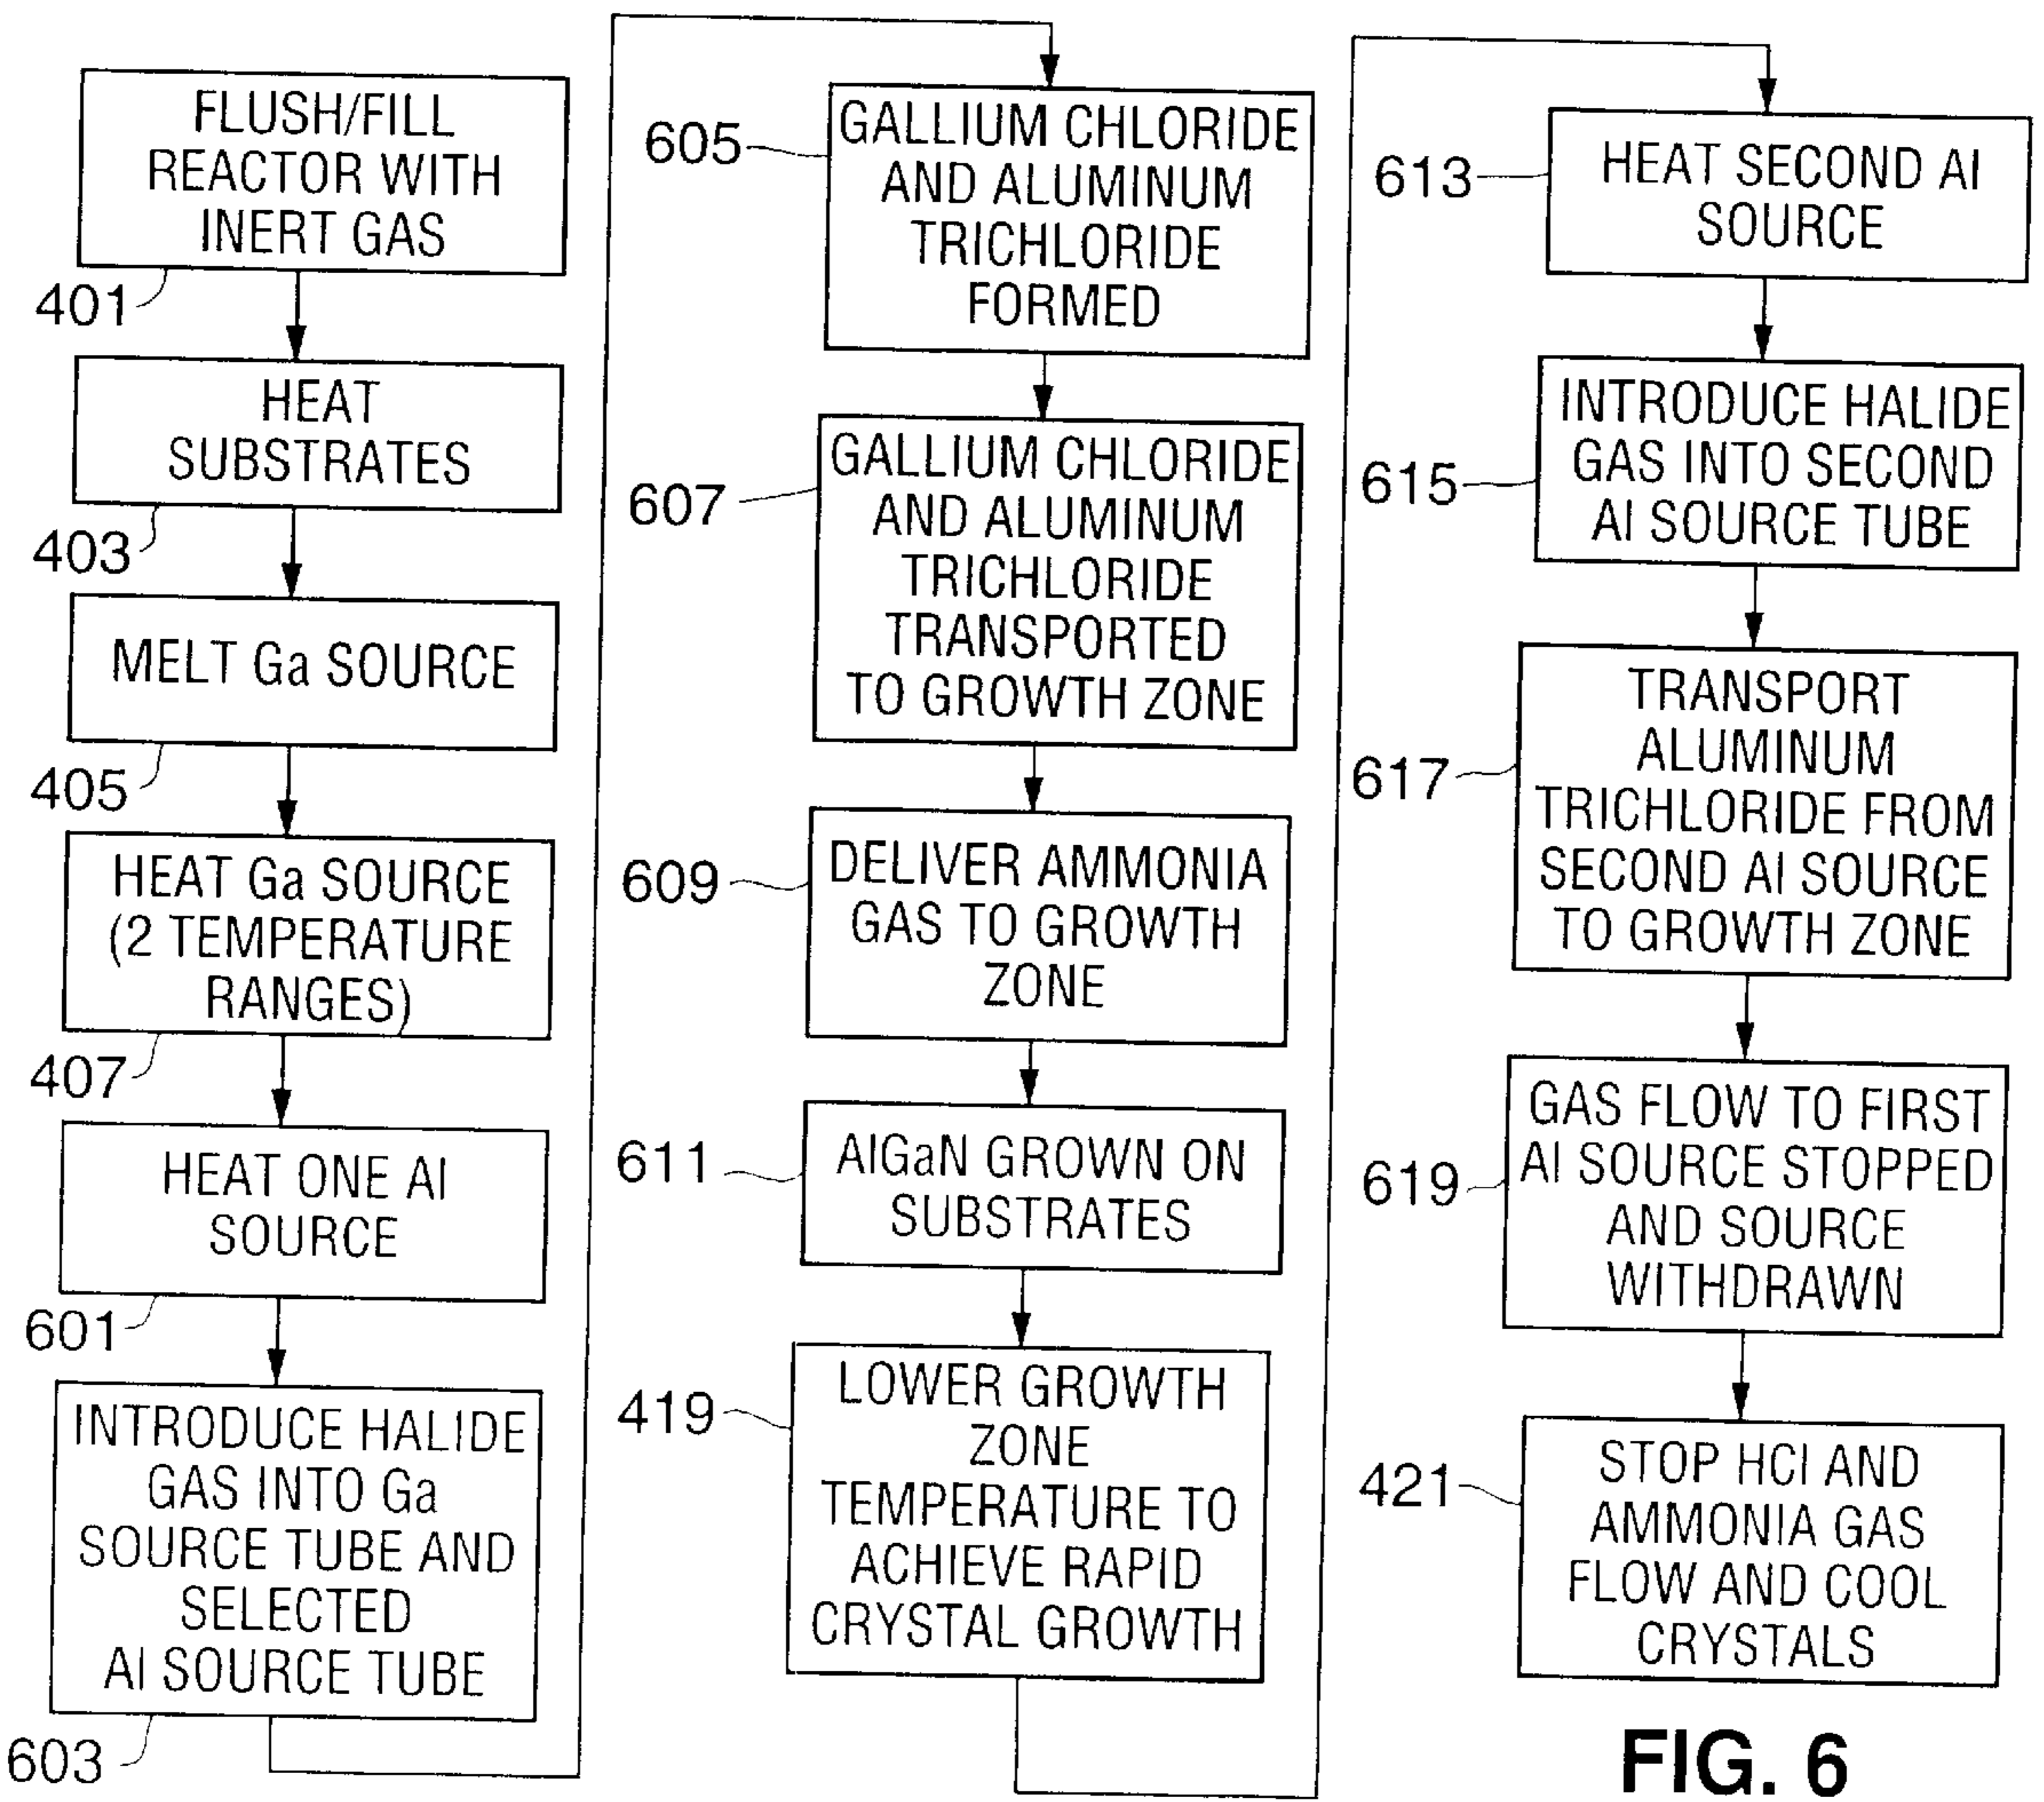 FLUSH/FILL
REACTOR WITH
INERT GAS
401
HEAT
SUBSTRATES
403
MELT Ga SOURCE
405
HEAT Ga SOURCE
(2 TEMPERATURE
RANGES)
407
HEAT ONE Al
SOURCE
601
INTRODUCE HALIDE
GAS INTO Ga
SOURCE TUBE AND
SELECTED
Al SOURCE TUBE
603
605
GALLIUM CHLORIDE
AND ALUMINUM
TRICHLORIDE
FORMED
607
GALLIUM CHLORIDE
AND ALUMINUM
TRICHLORIDE
TRANSPORTED
TO GROWTH ZONE
609
DELIVER AMMONIA
GAS TO GROWTH
ZONE
611
AlGaN GROWN ON
SUBSTRATES
419
LOWER GROWTH
ZONE
TEMPERATURE TO
ACHIEVE RAPID
CRYSTAL GROWTH
613
HEAT SECOND Al
SOURCE
615
INTRODUCE HALIDE
GAS INTO SECOND
Al SOURCE TUBE
617
TRANSPORT
ALUMINUM
TRICHLORIDE FROM
SECOND Al SOURCE
TO GROWTH ZONE
619
GAS FLOW TO FIRST
Al SOURCE STOPPED
AND SOURCE
WITHDRAWN
421
STOP HCl AND
AMMONIA GAS
FLOW AND COOL
CRYSTALS
FIG. 6